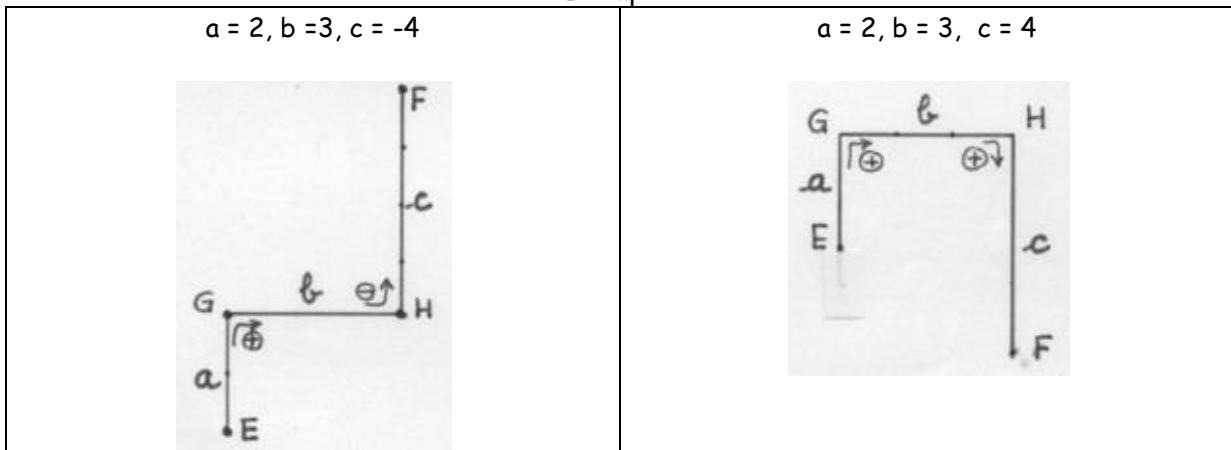 a = 2, b =3, c = -4
F
c
G b ⊖ H
⊕
a
E
a = 2, b = 3, c = 4
G b H
⊕ ⊕
a
E c
F